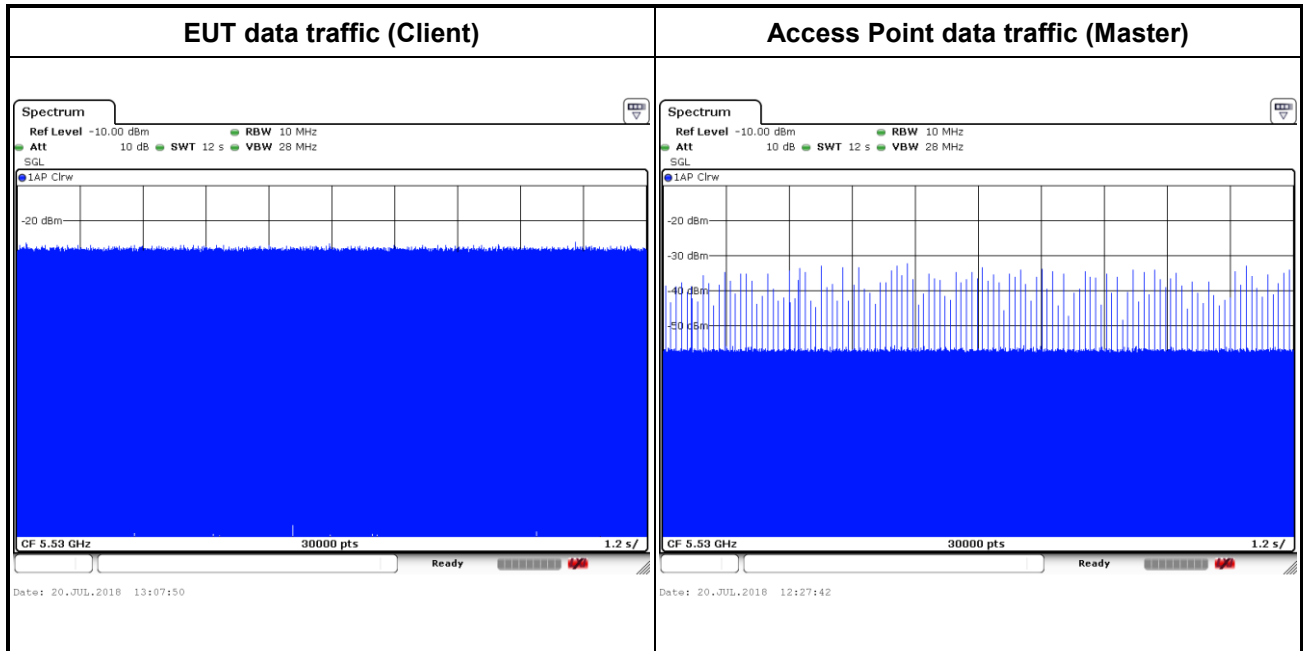 EUT data traffic (Client)
Access Point data traffic (Master)
Spectrum
Ref Level -10.00 dBm RBW 10 MHz
Att 10 dB SWT 12 s VBW 28 MHz
SGL
1AP Clrw
-20 dBm
CF 5.53 GHz 30000 pts 1.2 s/
Ready
Date: 20.JUL.2018 13:07:50
Spectrum
Ref Level -10.00 dBm RBW 10 MHz
Att 10 dB SWT 12 s VBW 28 MHz
SGL
1AP Clrw
-20 dBm
-30 dBm
-40 dBm
-50 dBm
CF 5.53 GHz 30000 pts 1.2 s/
Ready
Date: 20.JUL.2018 12:27:42